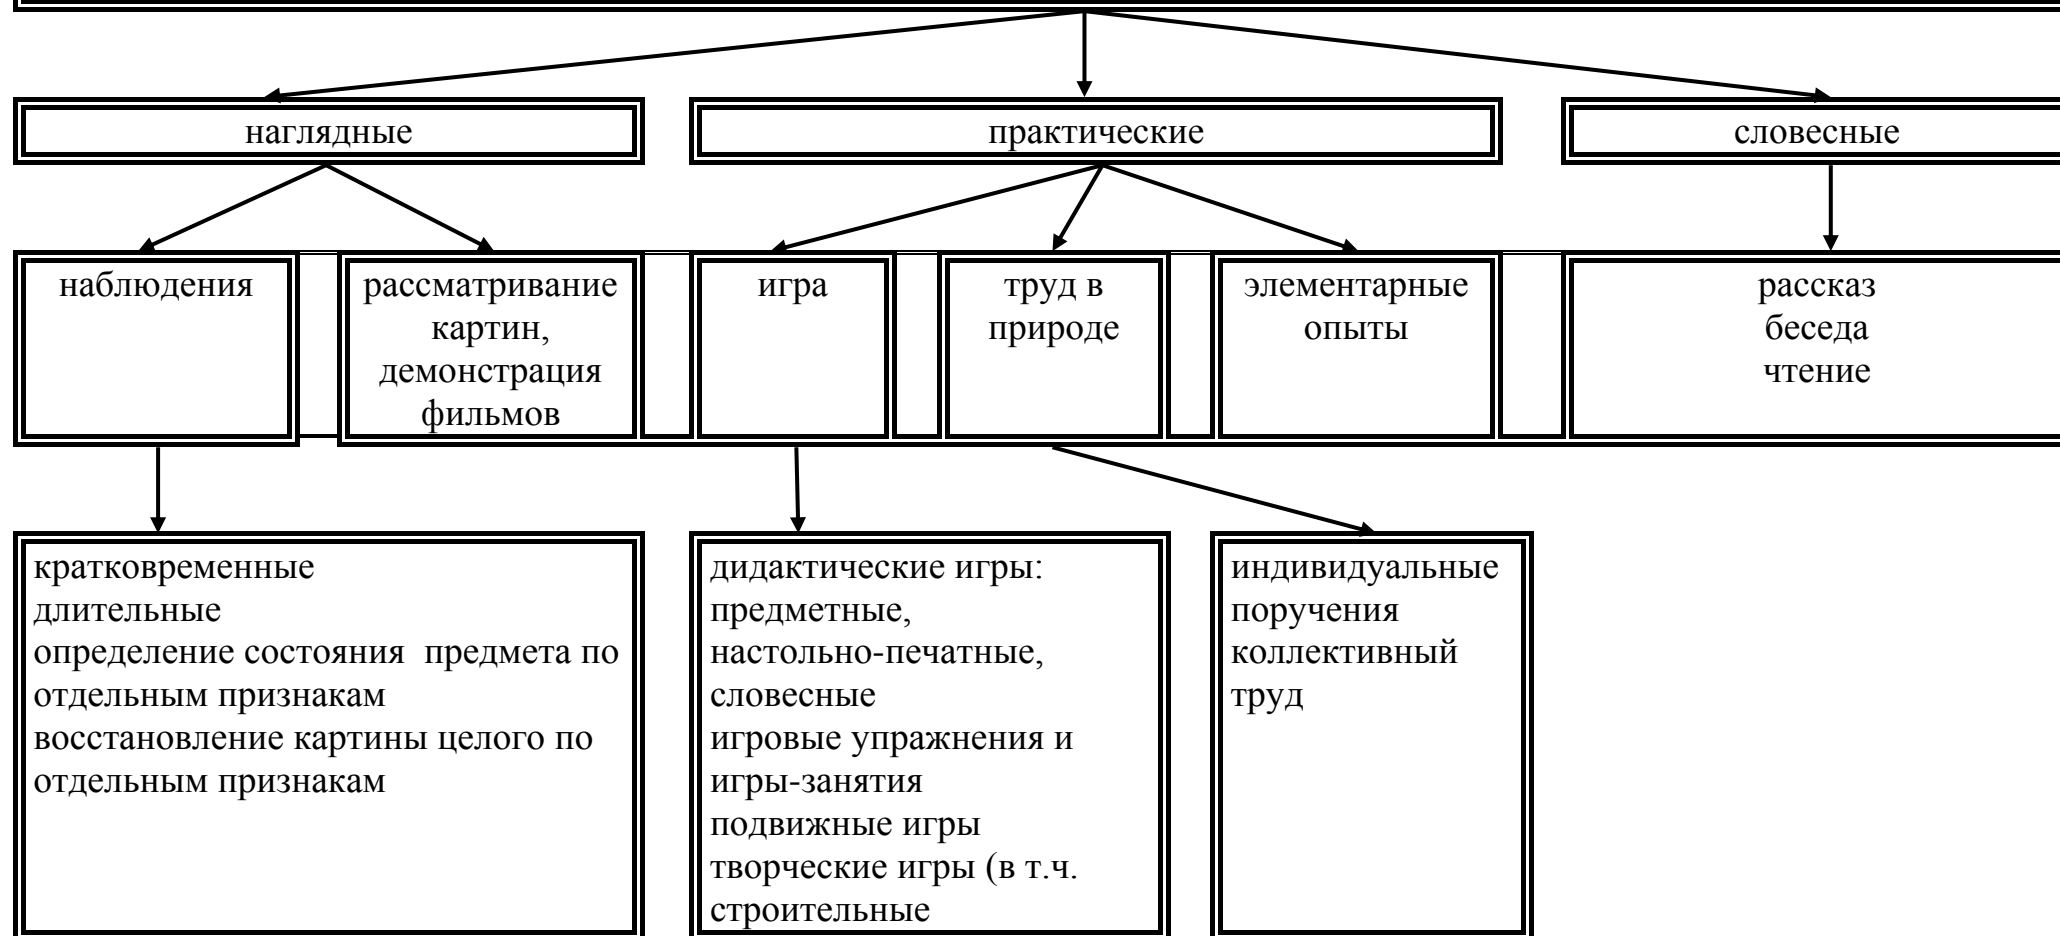 наглядные
практические
словесные
наблюдения
рассматривание
картин,
демонстрация
фильмов
игра
труд в
природе
элементарные
опыты
рассказ
беседа
чтение
кратковременные
длительные
определение состояния  предмета по
отдельным признакам
восстановление картины целого по
отдельным признакам
дидактические игры:
предметные,
настольно-печатные,
словесные
игровые упражнения и
игры-занятия
подвижные игры
творческие игры (в т.ч.
строительные
индивидуальные
поручения
коллективный
труд